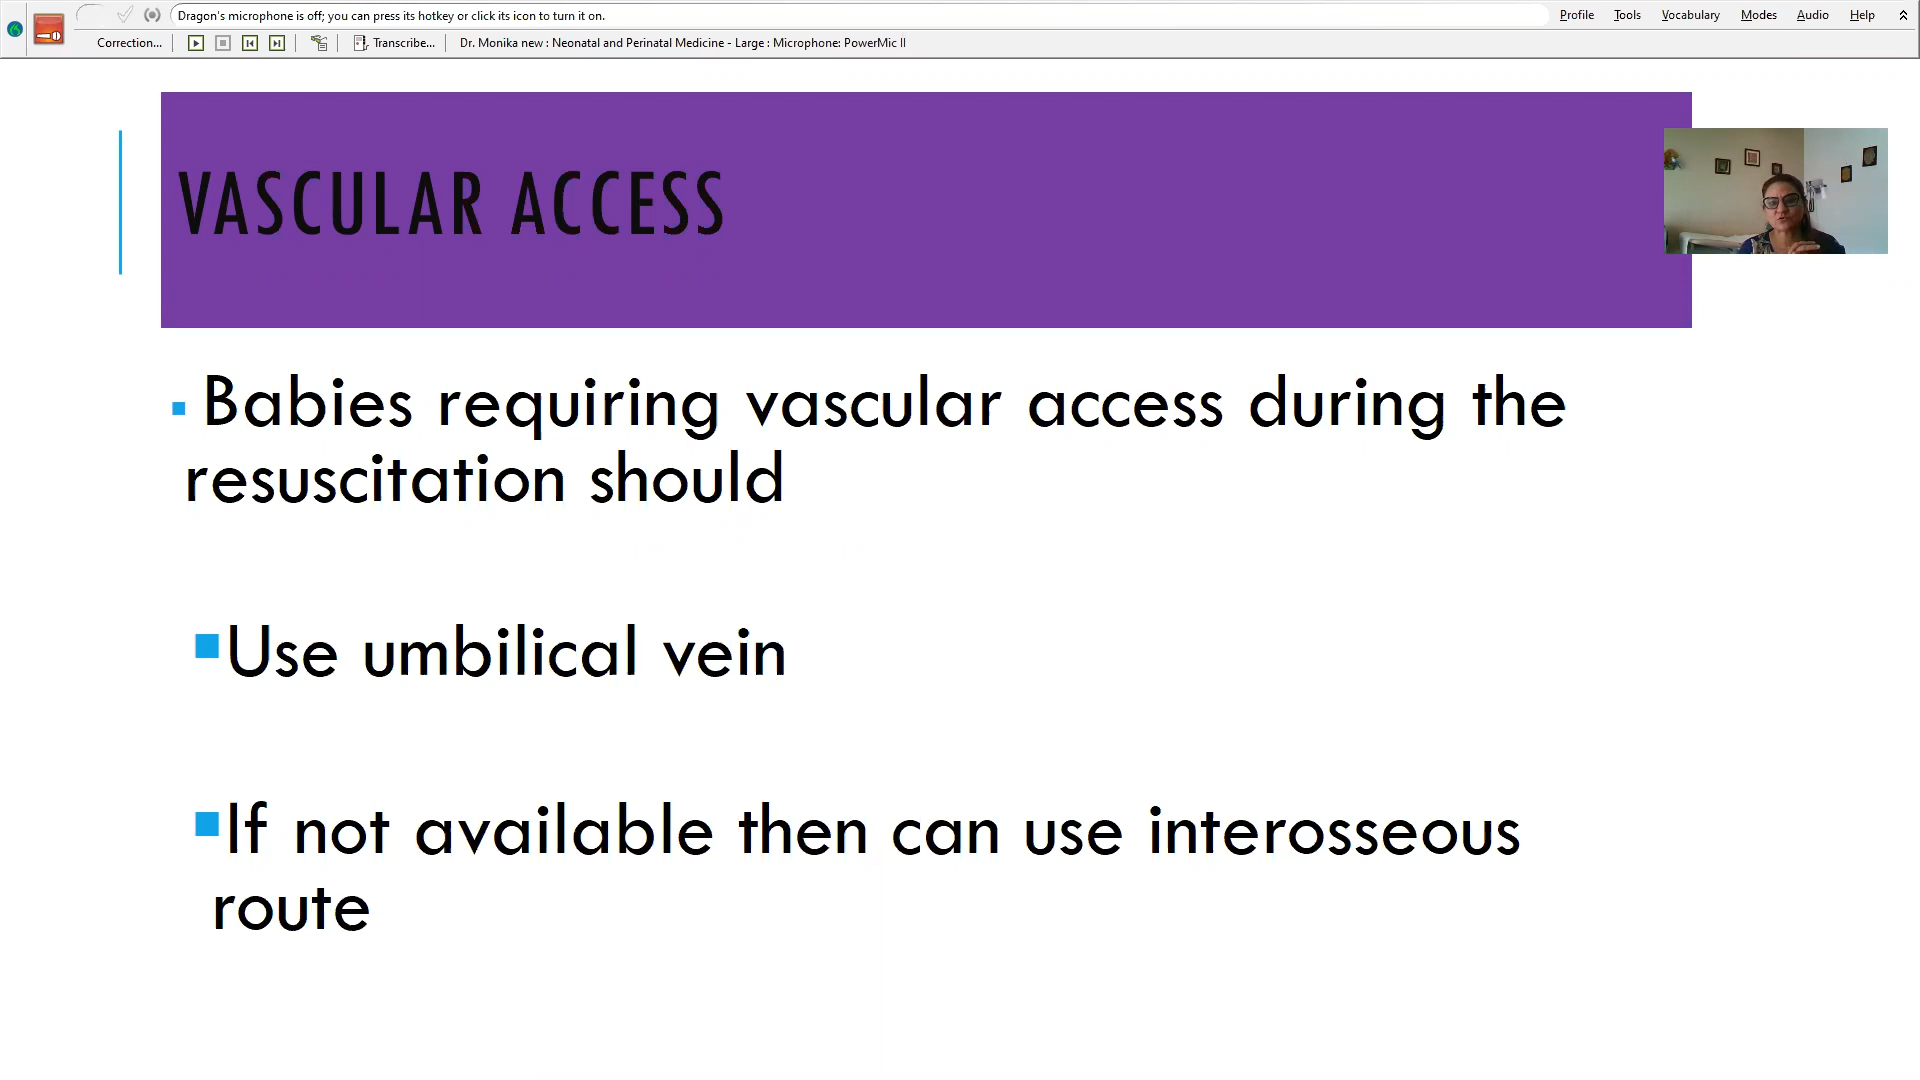 Dragon's microphone is off; you can press its hotkey or click its icon to turn it on.
Profile Tools Vocabulary Modes Audio Help
Correction... Transcribe... Dr. Monika new : Neonatal and Perinatal Medicine - Large : Microphone: PowerMic II
VASCULAR ACCESS
Babies requiring vascular access during the
resuscitation should
Use umbilical vein
If not available then can use interosseous
route